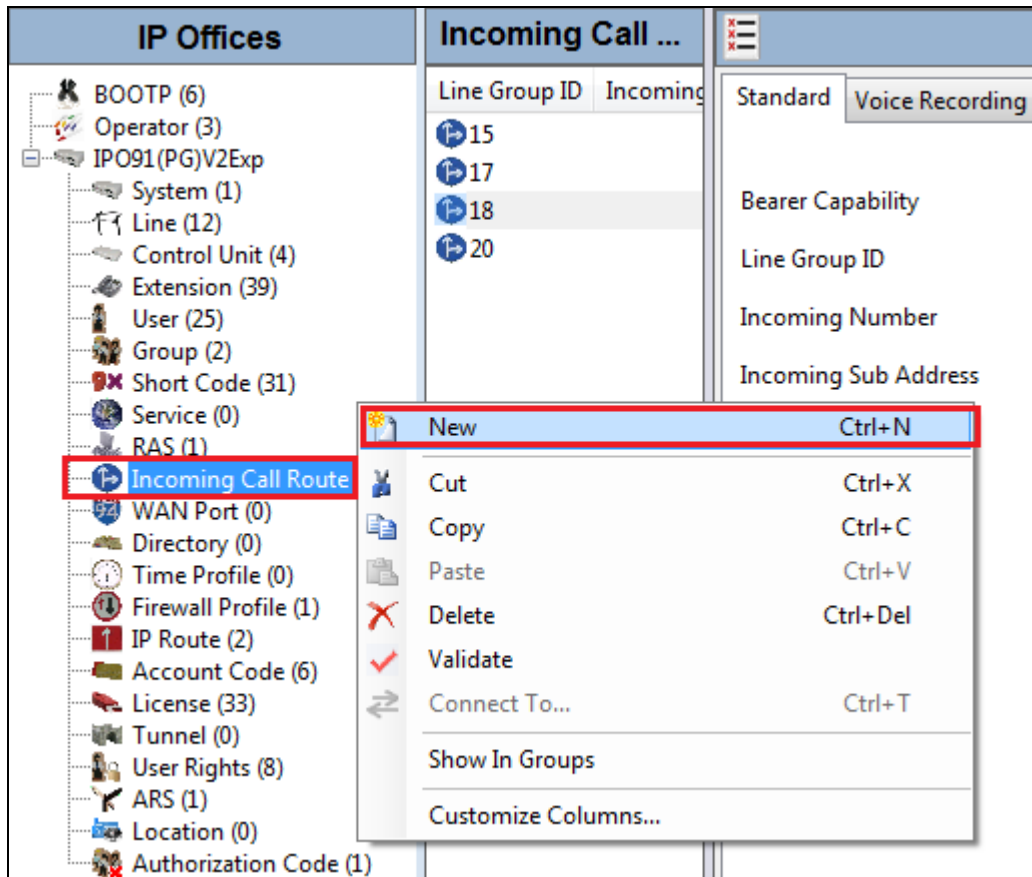 IP Offices
BOOTP (6)
Operator (3)
IPO91(PG)V2Exp
System (1)
Line (12)
Control Unit (4)
Extension (39)
User (25)
Group (2)
Short Code (31)
Service (0)
RAS (1)
Incoming Call Route
WAN Port (0)
Directory (0)
Time Profile (0)
Firewall Profile (1)
IP Route (2)
Account Code (6)
License (33)
Tunnel (0)
User Rights (8)
ARS (1)
Location (0)
Authorization Code (1)
Incoming Call ...
Line Group ID Incoming
15
17
18
20
Standard Voice Recording
Bearer Capability
Line Group ID
Incoming Number
Incoming Sub Address
New Ctrl+N
Cut Ctrl+X
Copy Ctrl+C
Paste Ctrl+V
Delete Ctrl+Del
Validate
Connect To... Ctrl+T
Show In Groups
Customize Columns...